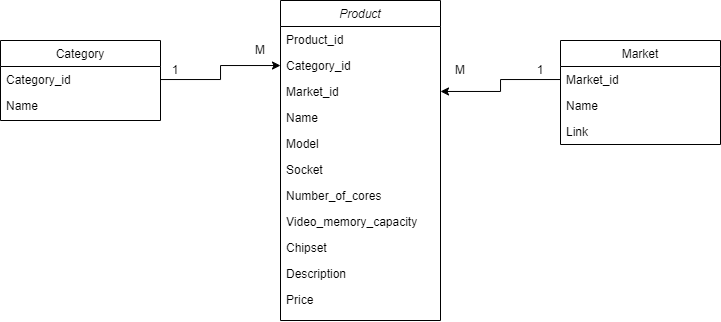 Category
Category_id
Name
1
M
Product
Product_id
Category_id
Market_id
Name
Model
Socket
Number_of_cores
Video_memory_capacity
Chipset
Description
Price
M
1
Market
Market_id
Name
Link